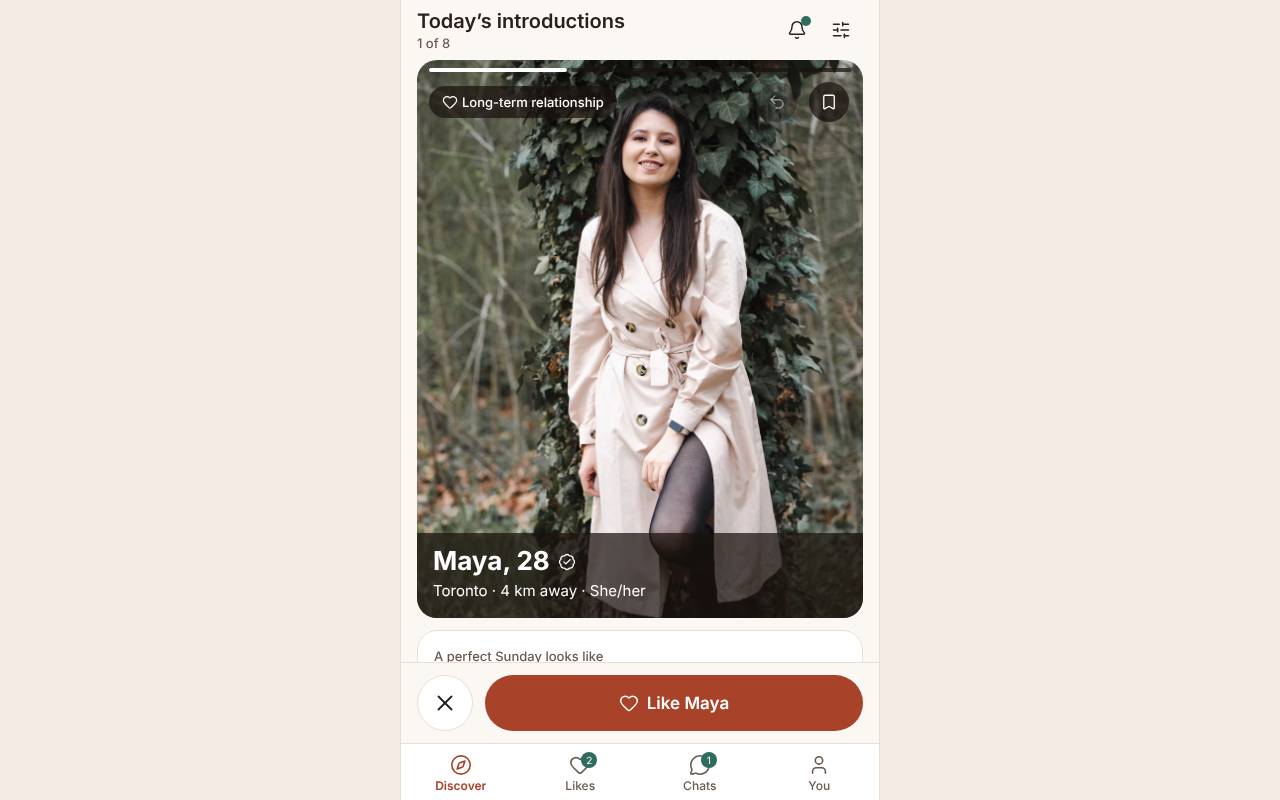 Today’s introductions
1 of 8
Long-term relationship
Maya, 28
Toronto · 4 km away · She/her
A perfect Sunday looks like
Like Maya
2
1
Discover
Likes
Chats
You